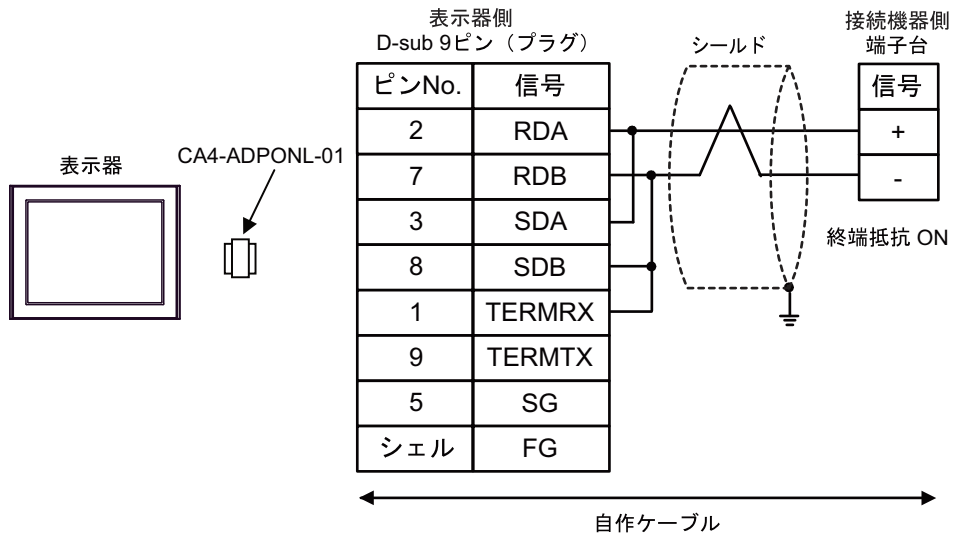 表示器側
D-sub 9ピン（プラグ）
シールド
接続機器側
端子台
ピンNo. 信号
信号
2 RDA
+
7 RDB
-
3 SDA
8 SDB
1 TERMRX
9 TERMTX
5 SG
シェル FG
表示器
CA4-ADPONL-01
終端抵抗 ON
自作ケーブル